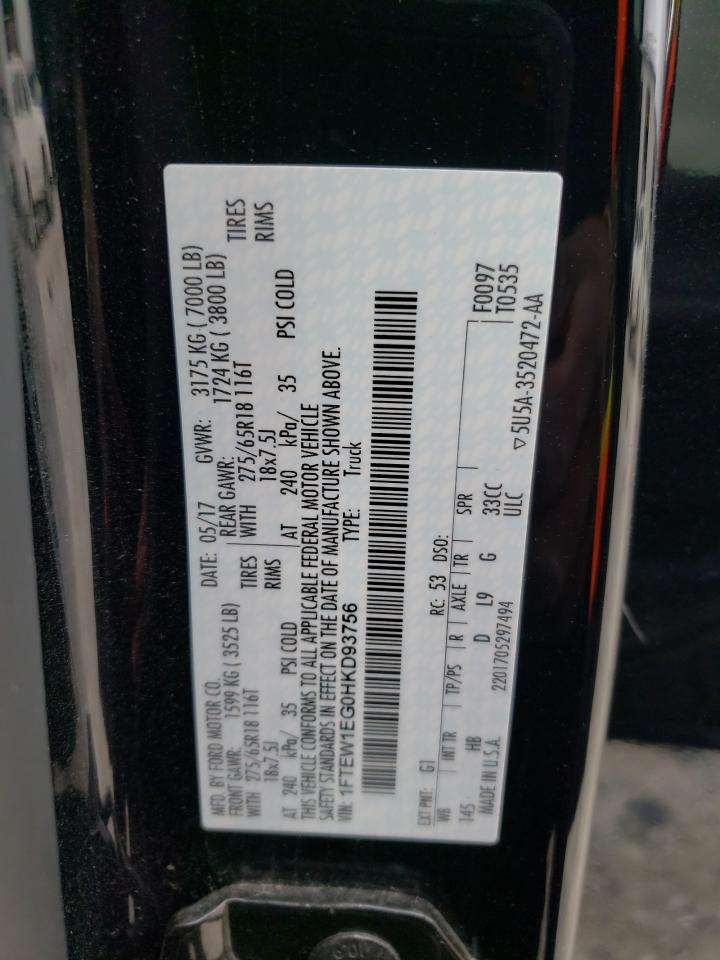 MFD. BY FORD MOTOR CO.
DATE: 05/17 GVWR: 3175 KG ( 7000 LB)
FRONT GAWR: 1599 KG ( 3525 LB)
REAR GAWR: 1724 KG ( 3800 LB)
WITH 275/65R18 116T TIRES
WITH 275/65R18 116T TIRES
18x7.5J RIMS
18x7.5J RIMS
AT 240 kPa/ 35 PSI COLD
AT 240 kPa/ 35 PSI COLD
THIS VEHICLE CONFORMS TO ALL APPLICABLE FEDERAL MOTOR VEHICLE
SAFETY STANDARDS IN EFFECT ON THE DATE OF MANUFACTURE SHOWN ABOVE.
VIN: 1FTEW1EG0HKD93756 TYPE: Truck
EXT PNT: G1 RC: 53 DSO:
WB INT TR TP/PS R AXLE TR SPR
145 HB D L9 G 33CC F0097
MADE IN U.S.A. 2201705297494 ULC T0535
▽5U5A-3520472-AA